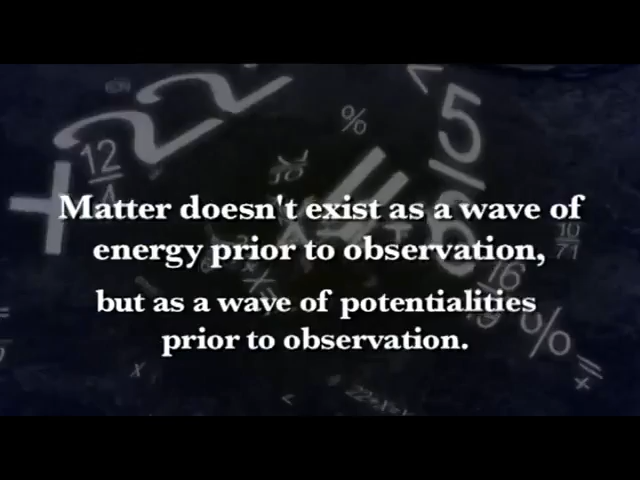 Matter doesn't exist as a wave of
energy prior to observation,
but as a wave of potentialities
prior to observation.